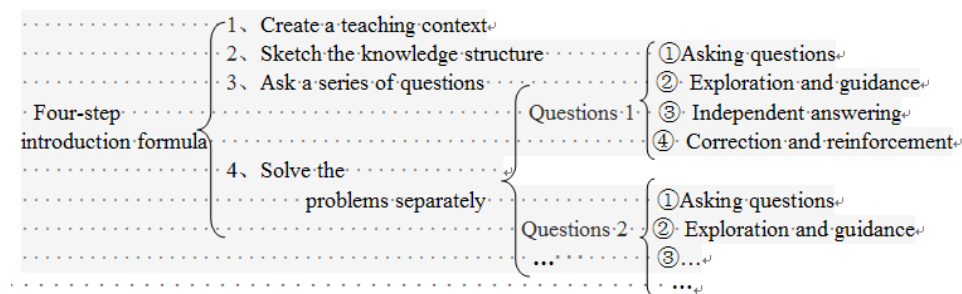 1、Create a teaching context
2、Sketch the knowledge structure ①Asking questions
3、Ask a series of questions ② Exploration and guidance
Four-step Questions 1 ③ Independent answering
introduction formula ④ Correction and reinforcement
4、Solve the
problems separately ①Asking questions
Questions 2 ② Exploration and guidance
… ③…
…